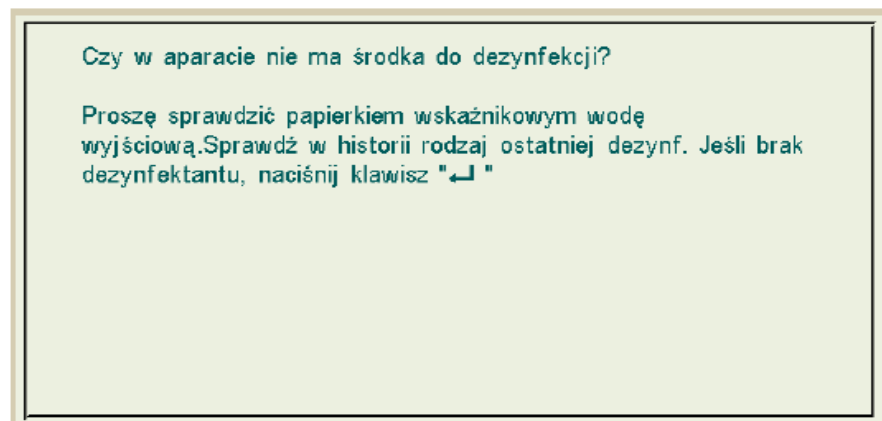 Czy w aparacie nie ma środka do dezynfekcji?
Proszę sprawdzić papierkiem wskaźnikowym wodę
wyjściową.Sprawdź w historii rodzaj ostatniej dezynf. Jeśli brak
dezynfektantu, naciśnij klawisz "↵ "